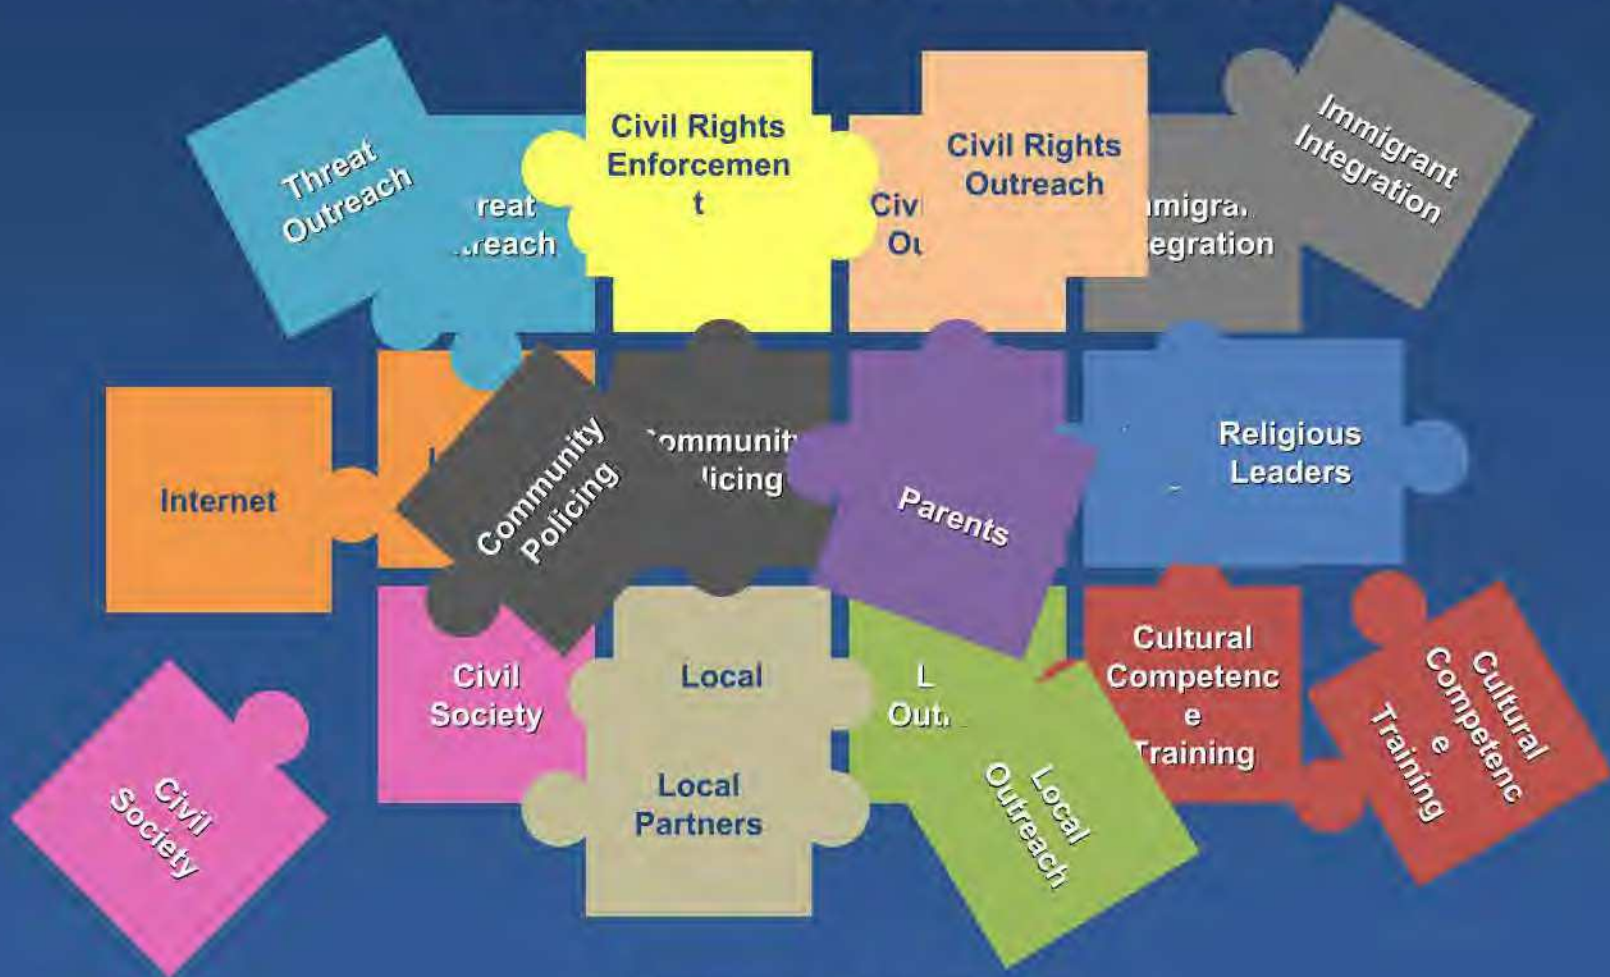 Threat
Outreach
Civil Rights
Enforcemen
t
Civil Rights
Outreach
Immigrant
Integration
Internet
Community
Policing
Parents
Religious
Leaders
Civil
Society
Civil
Society
Local
Local
Partners
Local
Outreach
Cultural
Competenc
e
Training
Cultural
Competenc
e
Training